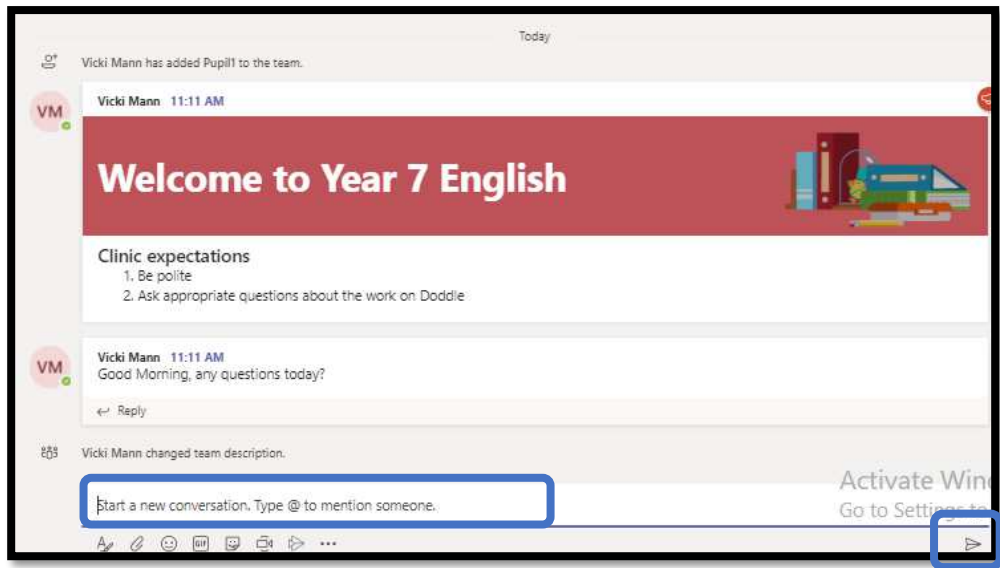 Today
Vicki Mann has added Pupil1 to the team.
VM
Vicki Mann 11:11 AM
Welcome to Year 7 English
Clinic expectations
1. Be polite
2. Ask appropriate questions about the work on Doddle
VM
Vicki Mann 11:11 AM
Good Morning, any questions today?
Reply
Vicki Mann changed team description.
Activate Win
Start a new conversation. Type @ to mention someone.
Go to Settings to
GIF